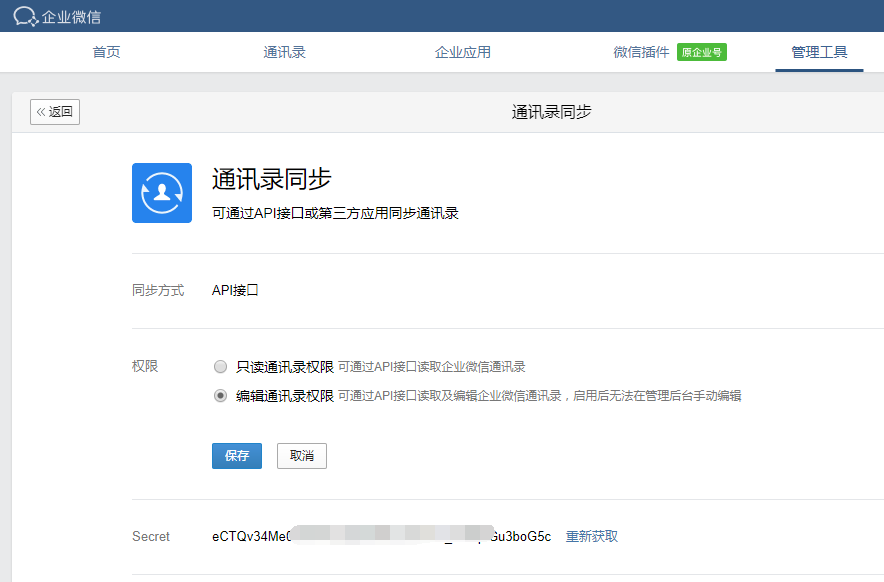 企业微信
首页 通讯录 企业应用 微信插件 原企业号 管理工具
返回 通讯录同步
通讯录同步
可通过API接口或第三方应用同步通讯录
同步方式 API接口
权限 只读通讯录权限 可通过API接口读取企业微信通讯录
编辑通讯录权限 可通过API接口读取及编辑企业微信通讯录，启用后无法在管理后台手动编辑
保存 取消
Secret eCTQv34Me Gu3boG5c 重新获取